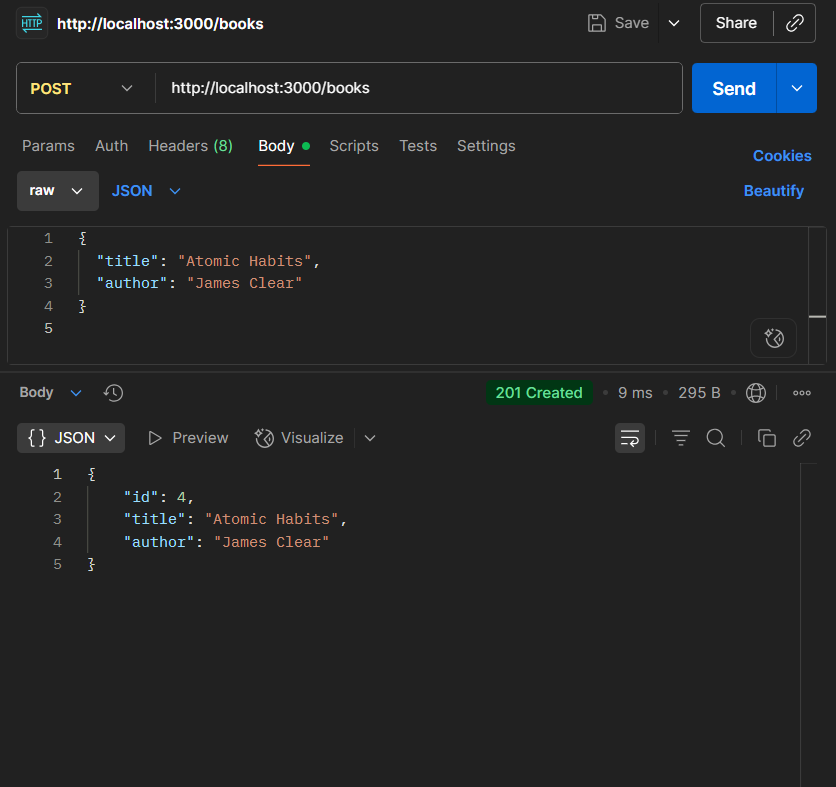 HTTP http://localhost:3000/books Save Share
POST http://localhost:3000/books Send
Params Auth Headers (8) Body Scripts Tests Settings Cookies
raw JSON Beautify
1 {
2 "title": "Atomic Habits",
3 "author": "James Clear"
4 }
5
Body 201 Created • 9 ms • 295 B •
{} JSON Preview Visualize
1 {
2 "id": 4,
3 "title": "Atomic Habits",
4 "author": "James Clear"
5 }